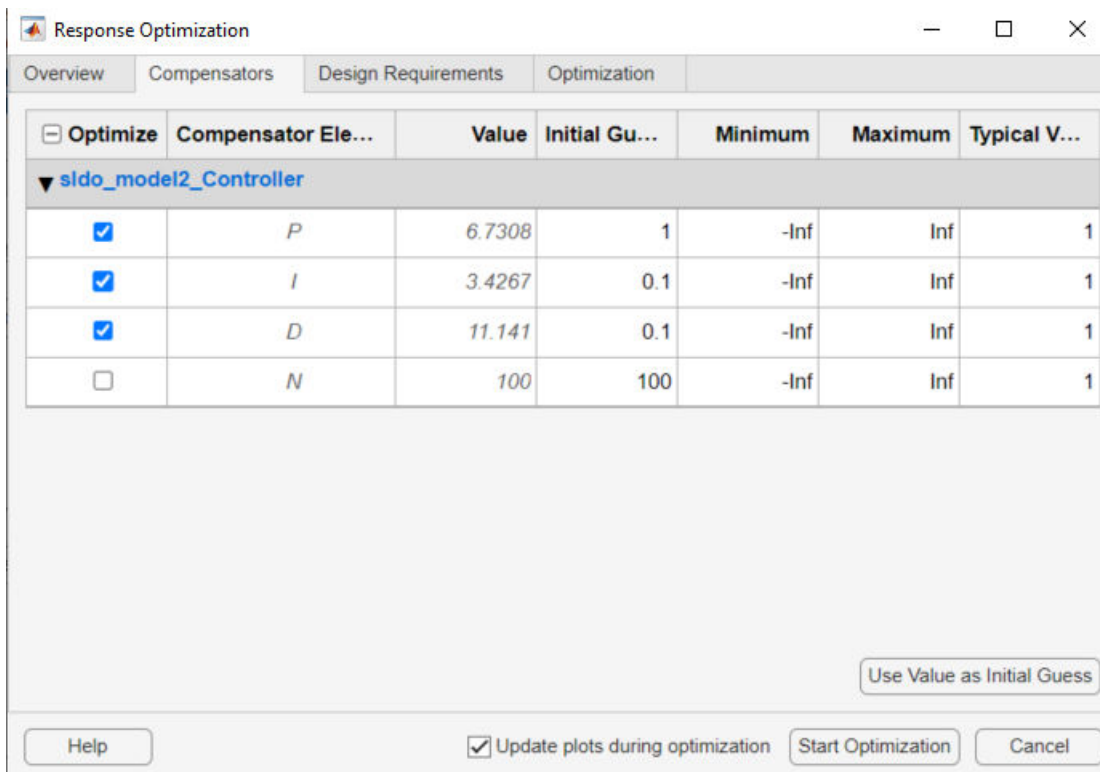 Response Optimization
Overview Compensators Design Requirements Optimization
Optimize Compensator Ele... Value Initial Gu... Minimum Maximum Typical V...
sldo_model2_Controller
P 6.7308 1 -Inf Inf 1
I 3.4267 0.1 -Inf Inf 1
D 11.141 0.1 -Inf Inf 1
N 100 100 -Inf Inf 1
Use Value as Initial Guess
Help Update plots during optimization Start Optimization Cancel